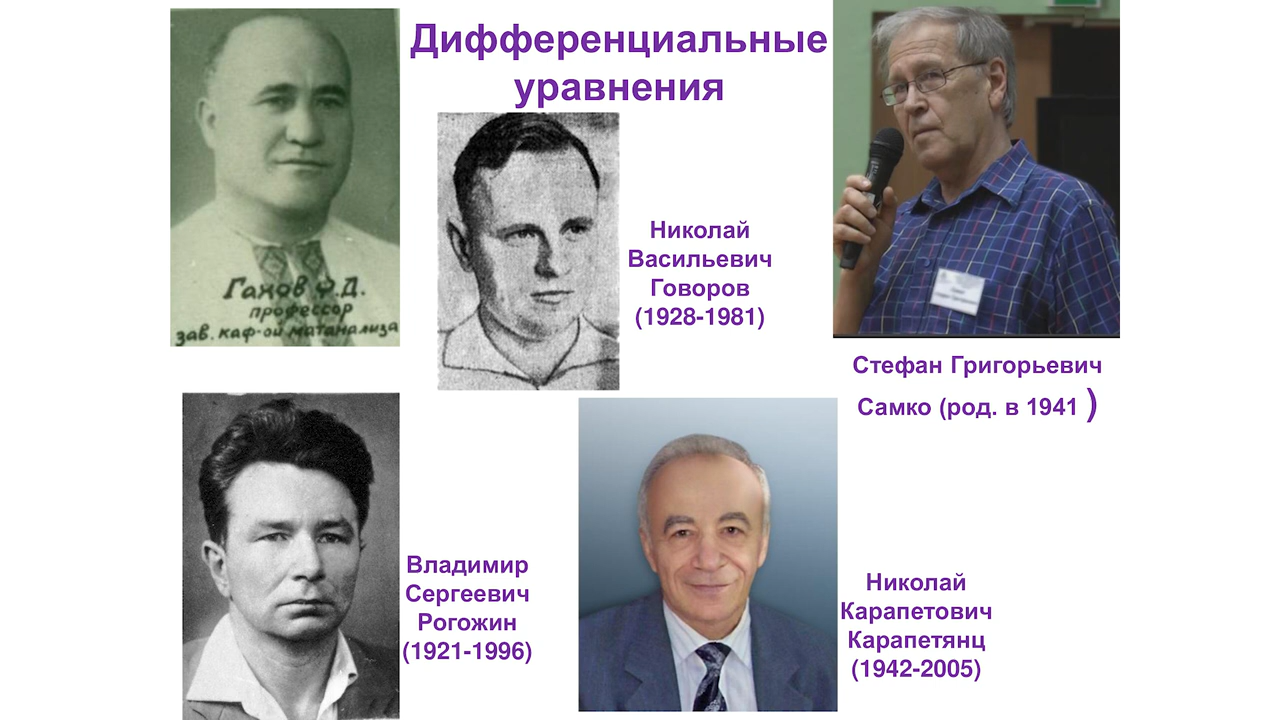 Дифференциальные
уравнения
Гахов Ф.Д.
профессор
зав. каф-ой матанализа
Николай
Васильевич
Говоров
(1928-1981)
Стефан Григорьевич
Самко (род. в 1941 )
Владимир
Сергеевич
Рогожин
(1921-1996)
Николай
Карапетович
Карапетянц
(1942-2005)